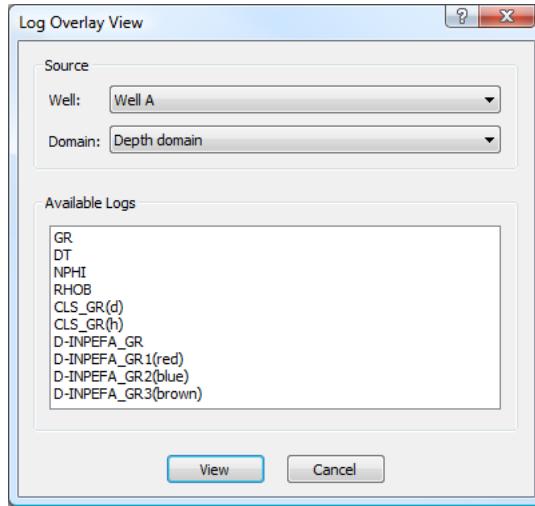 Log Overlay View
?
Source
Well: Well A
Domain: Depth domain
Available Logs
GR
DT
NPHI
RHOB
CLS_GR(d)
CLS_GR(h)
D-INPEFA_GR
D-INPEFA_GR1(red)
D-INPEFA_GR2(blue)
D-INPEFA_GR3(brown)
View Cancel